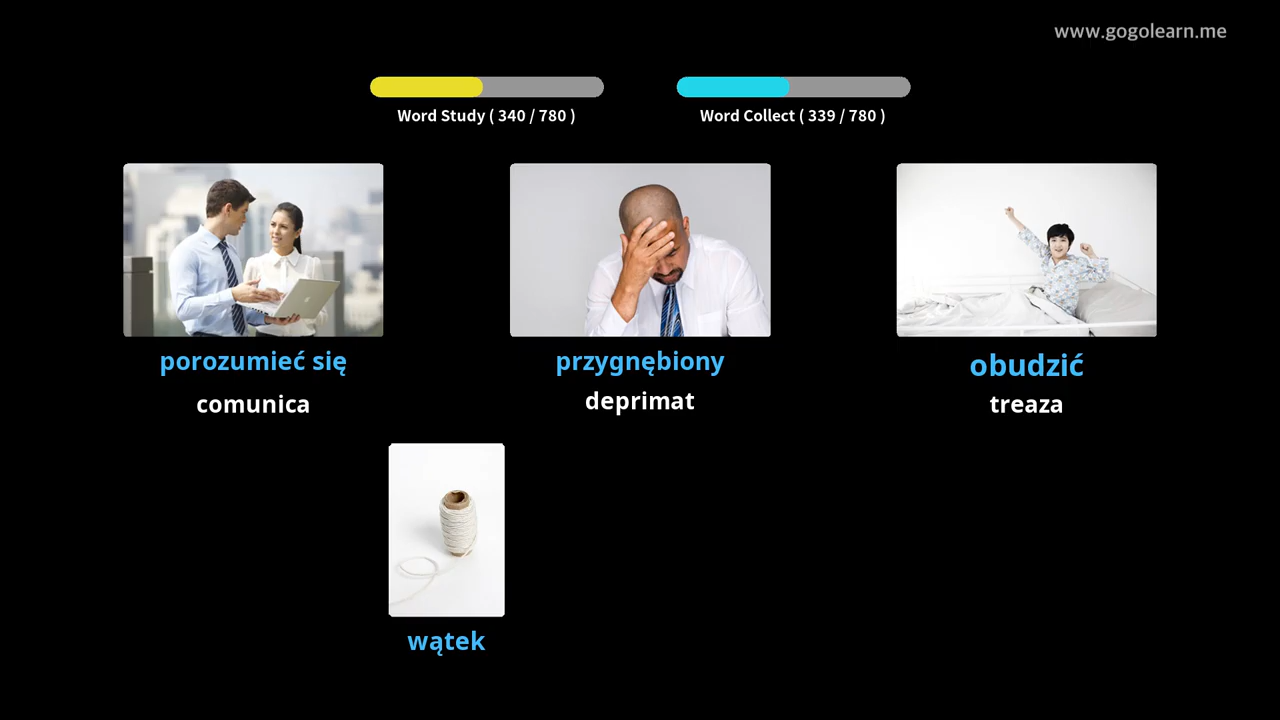 www.gogolearn.me
Word Study ( 340 / 780 )
Word Collect ( 339 / 780 )
porozumieć się
przygnębiony
obudzić
comunica
deprimat
treaza
wątek